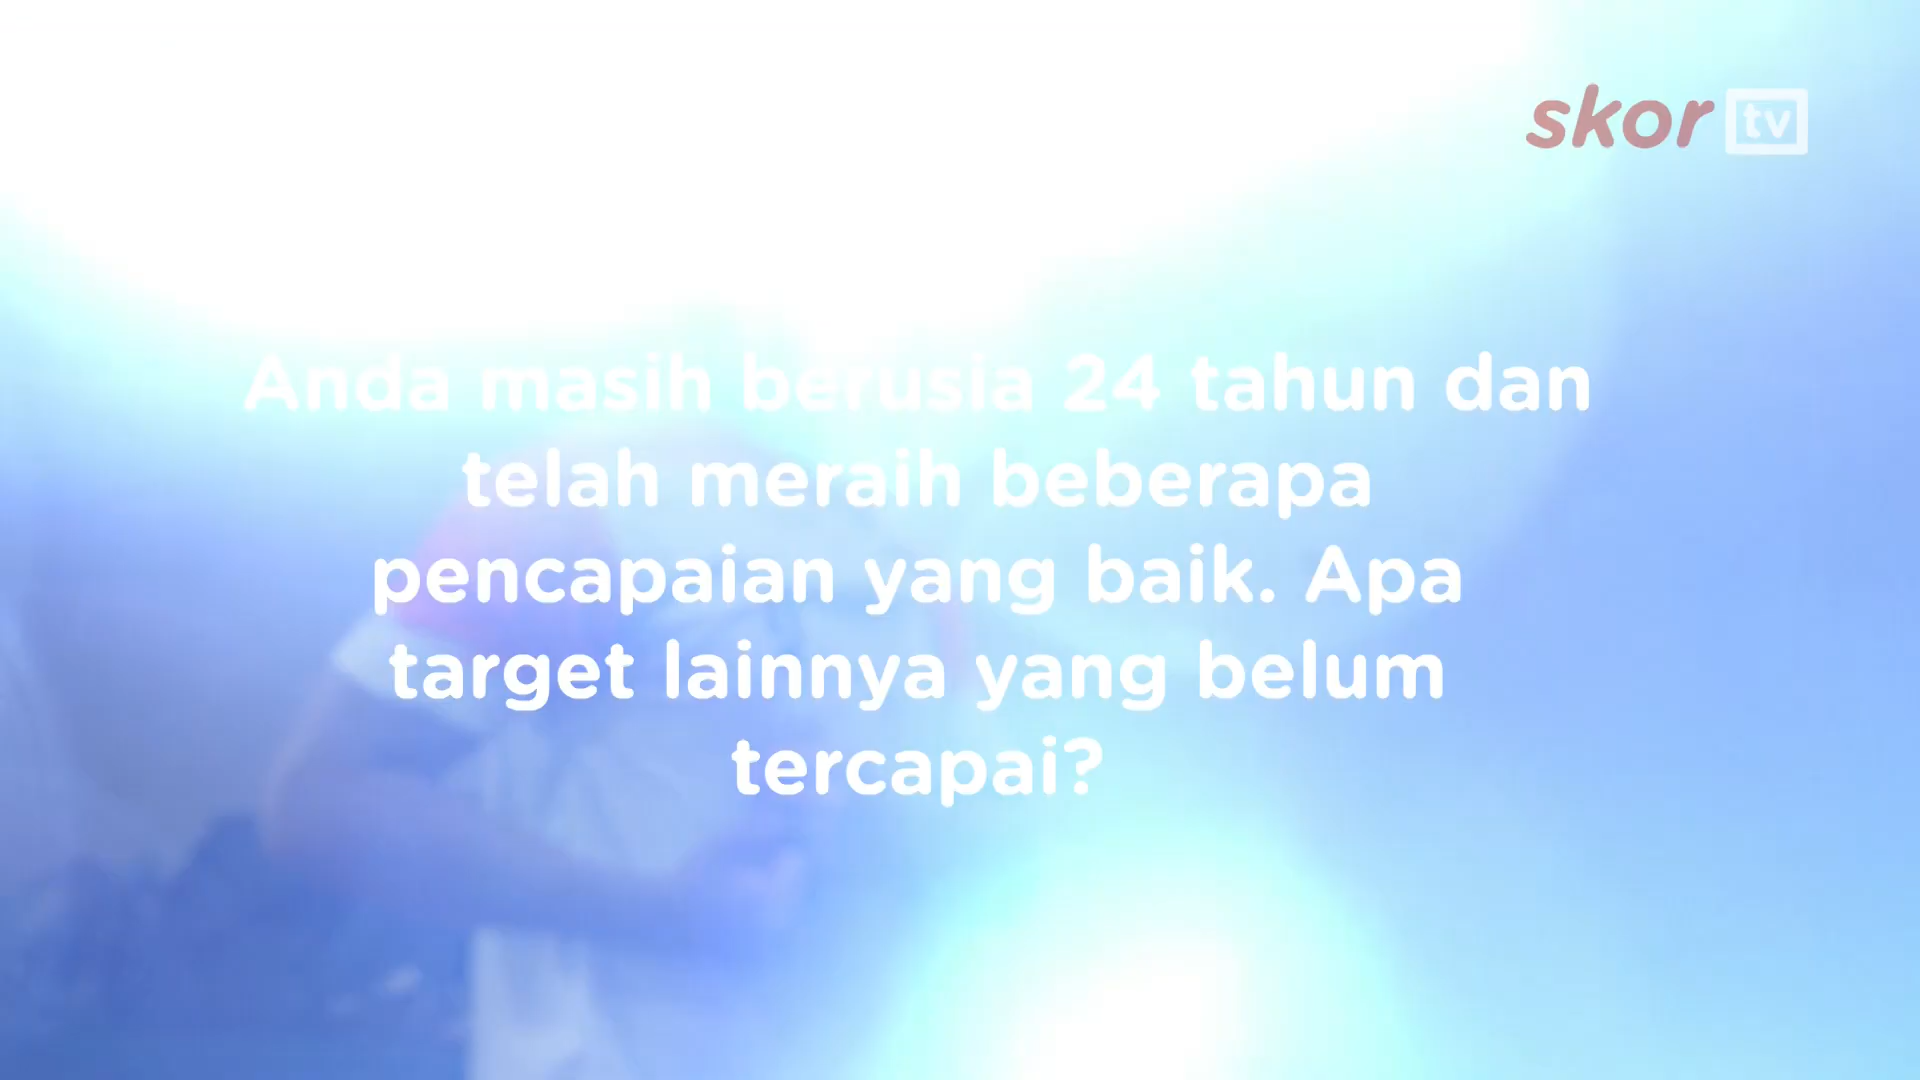 skor tv
Anda masih berusia 24 tahun dan
telah meraih beberapa
pencapaian yang baik. Apa
target lainnya yang belum
tercapai?